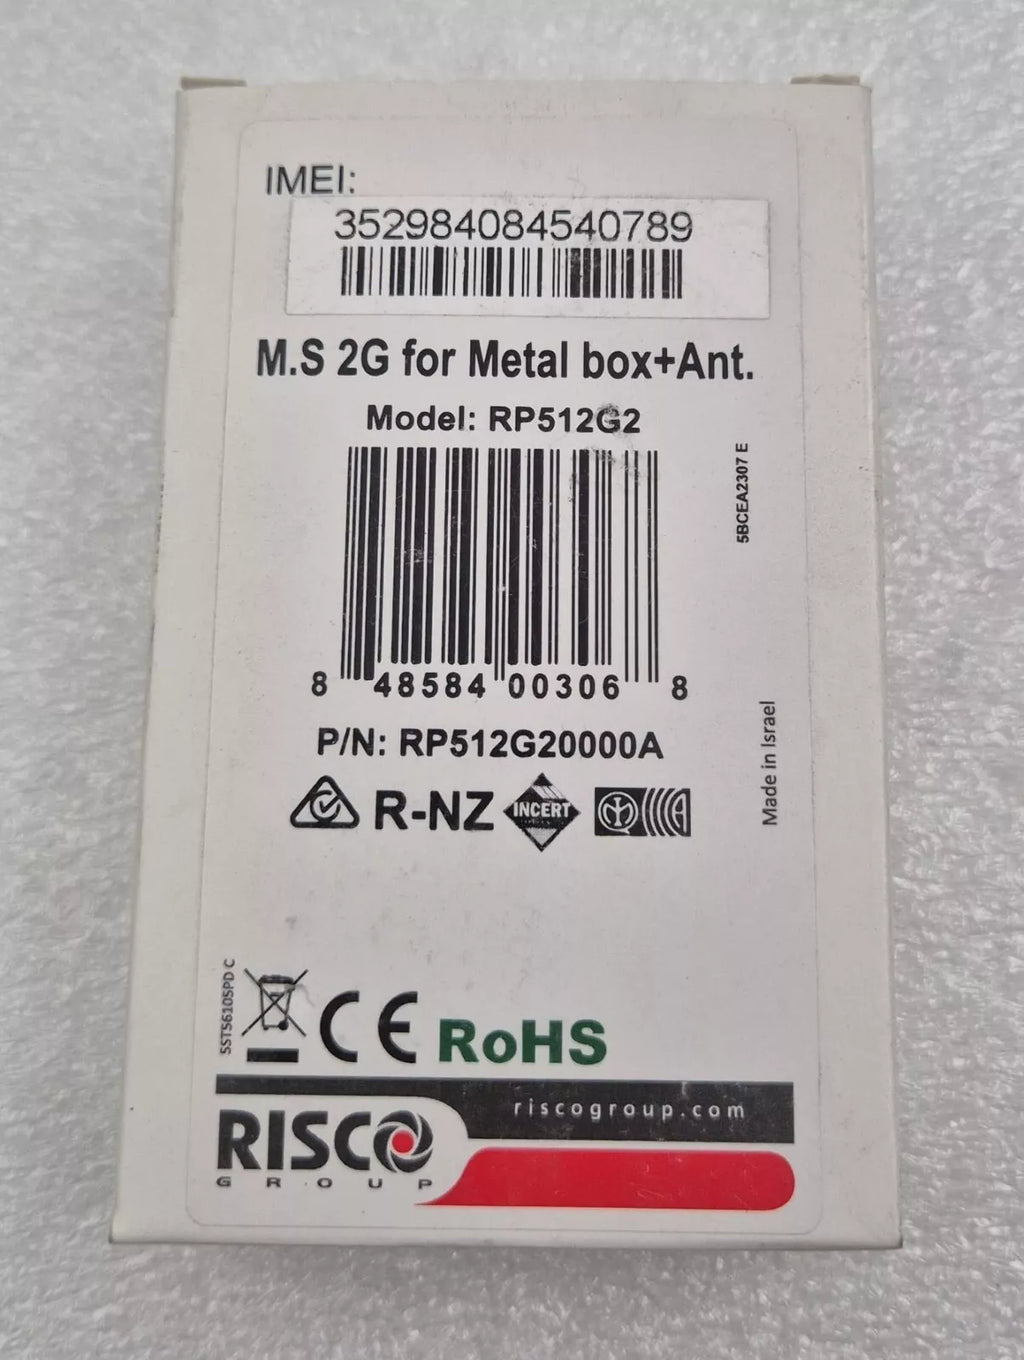 IMEI:
352984084540789
M.S 2G for Metal box+Ant.
Model: RP512G2
5BCEA2307 E
8 48584 00306 8
P/N: RP512G20000A
Made in Israel
R-NZ
INCERT
5ST56105PD C
CE RoHS
riscogroup.com
RISCO
GROUP